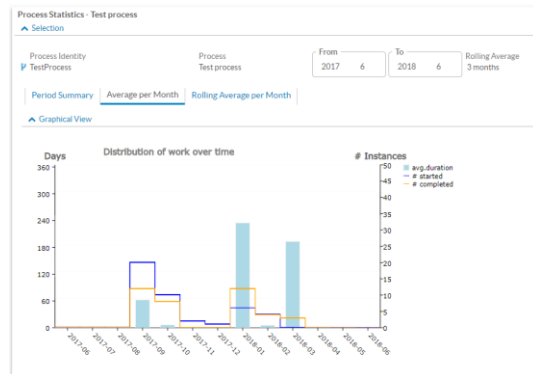 Process Statistics - Test process
Selection
Process Identity
TestProcess
Process
Test process
From
2017 6
To
2018 6
Rolling Average
3 months
Period Summary Average per Month Rolling Average per Month
Graphical View
Days Distribution of work over time # Instances
360
300
240
180
120
60
0
50
45
40
35
30
25
20
15
10
5
0
avg.duration
# started
# completed
2017-06
2017-07
2017-08
2017-09
2017-10
2017-11
2017-12
2018-01
2018-02
2018-03
2018-04
2018-05
2018-06